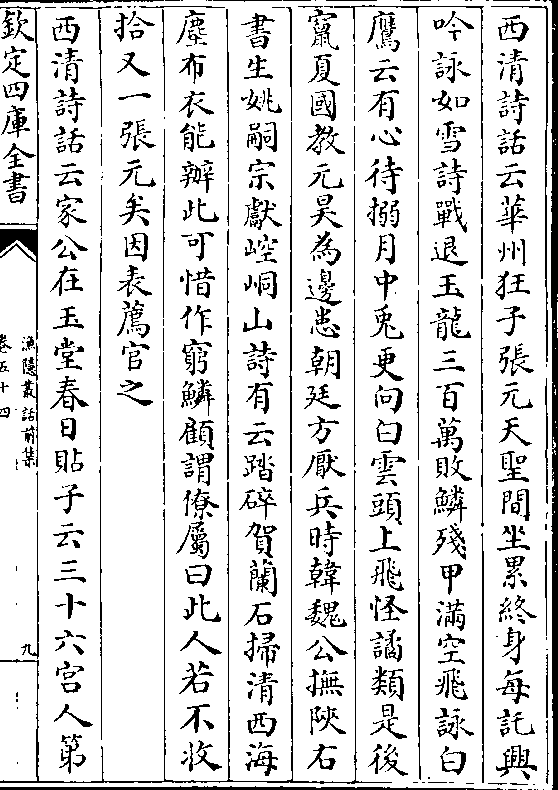 西清詩話云華州狂子張元天聖間坐累終身每託興
吟詠如雪詩戰退玉龍三百萬敗鱗殘甲滿空飛詠白
鷹云有心待搦月中兎更向白雲頭上飛怪譎類是後
竄夏國教元昊為邊患朝廷方厭兵時韓魏公撫陜右
書生姚嗣宗獻崆峒山詩有云踏碎賀蘭石掃清西海
塵布衣能辦此可惜作窮鱗顧謂僚屬曰此人若不收
拾又一張元矣因表薦官之
西清詩話云家公在玉堂春日貼子云三十六宫人第
欽定四庫全書
漁隱叢話前集
卷五十四
九